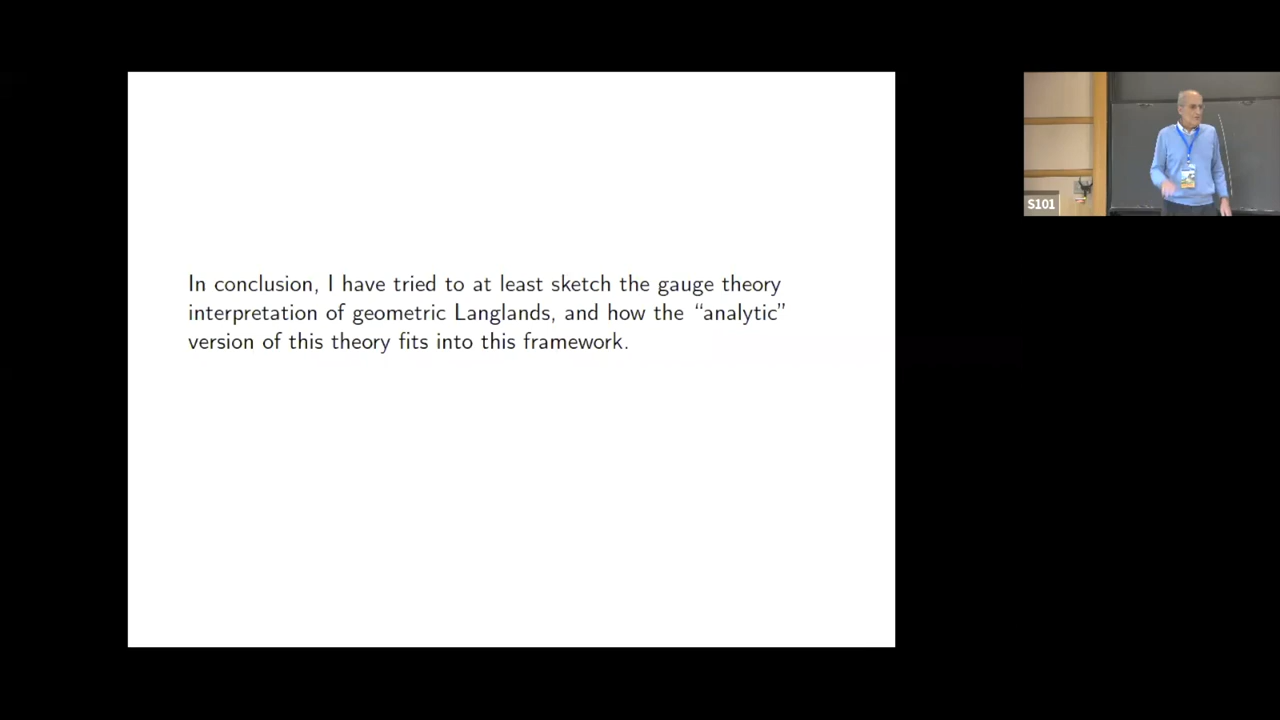 In conclusion, I have tried to at least sketch the gauge theory
interpretation of geometric Langlands, and how the “analytic”
version of this theory fits into this framework.
S101